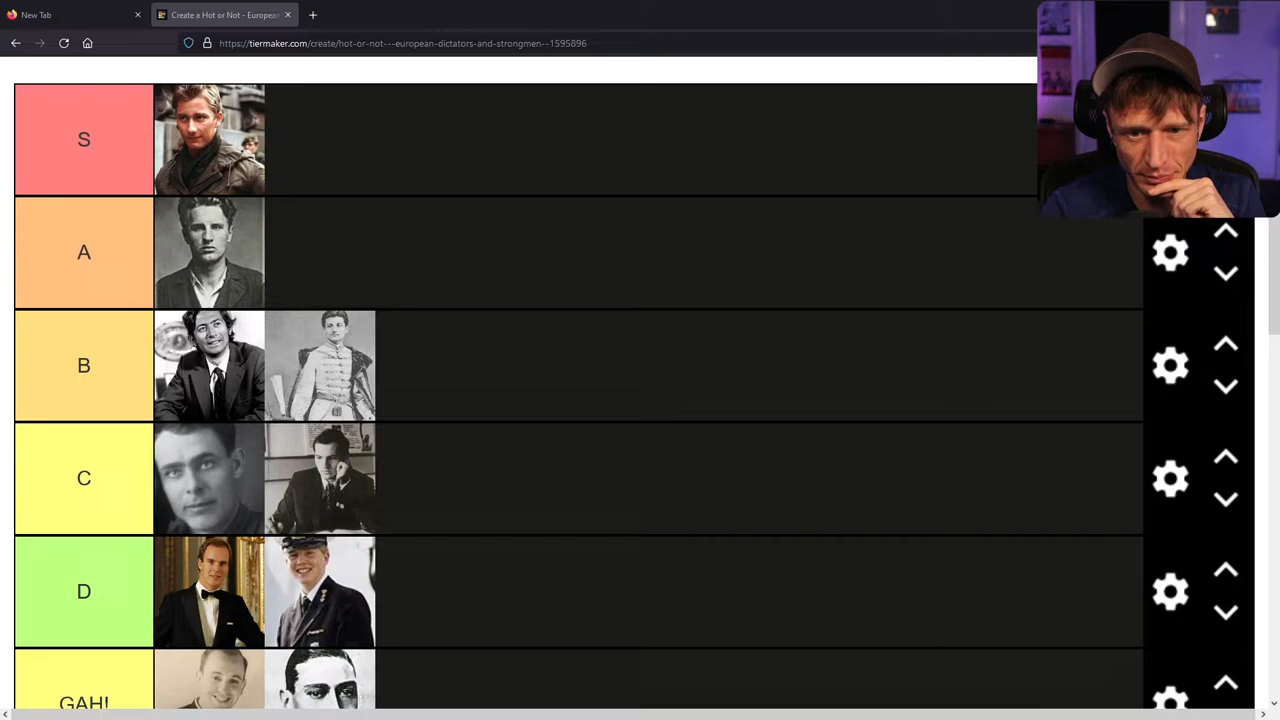 New Tab
Create a Hot or Not - European
https://tiermaker.com/create/hot-or-not---european-dictators-and-strongmen--1595896
S
A
B
C
D
GAH!